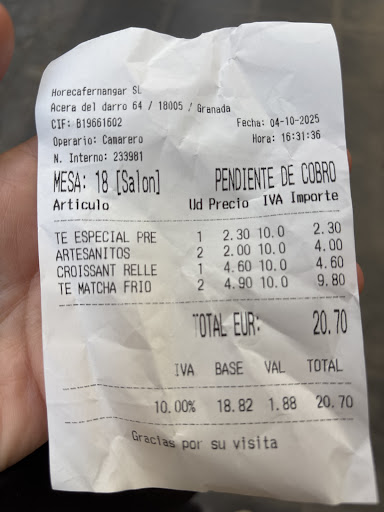 Horecafernangar SL
Acera del darro 64 / 18005 / Granada
CIF: B19661602 Fecha: 04-10-2025
Operario: Camarero Hora: 16:31:36
N. Interno: 233981
MESA: 18 [Salon] PENDIENTE DE COBRO
Articulo Ud Precio IVA Importe
TE ESPECIAL PRE 1 2.30 10.0 2.30
ARTESANITOS 2 2.00 10.0 4.00
CROISSANT RELLE 1 4.60 10.0 4.60
TE MATCHA FRIO 2 4.90 10.0 9.80
TOTAL EUR: 20.70
IVA BASE VAL TOTAL
10.00% 18.82 1.88 20.70
Gracias por su visita